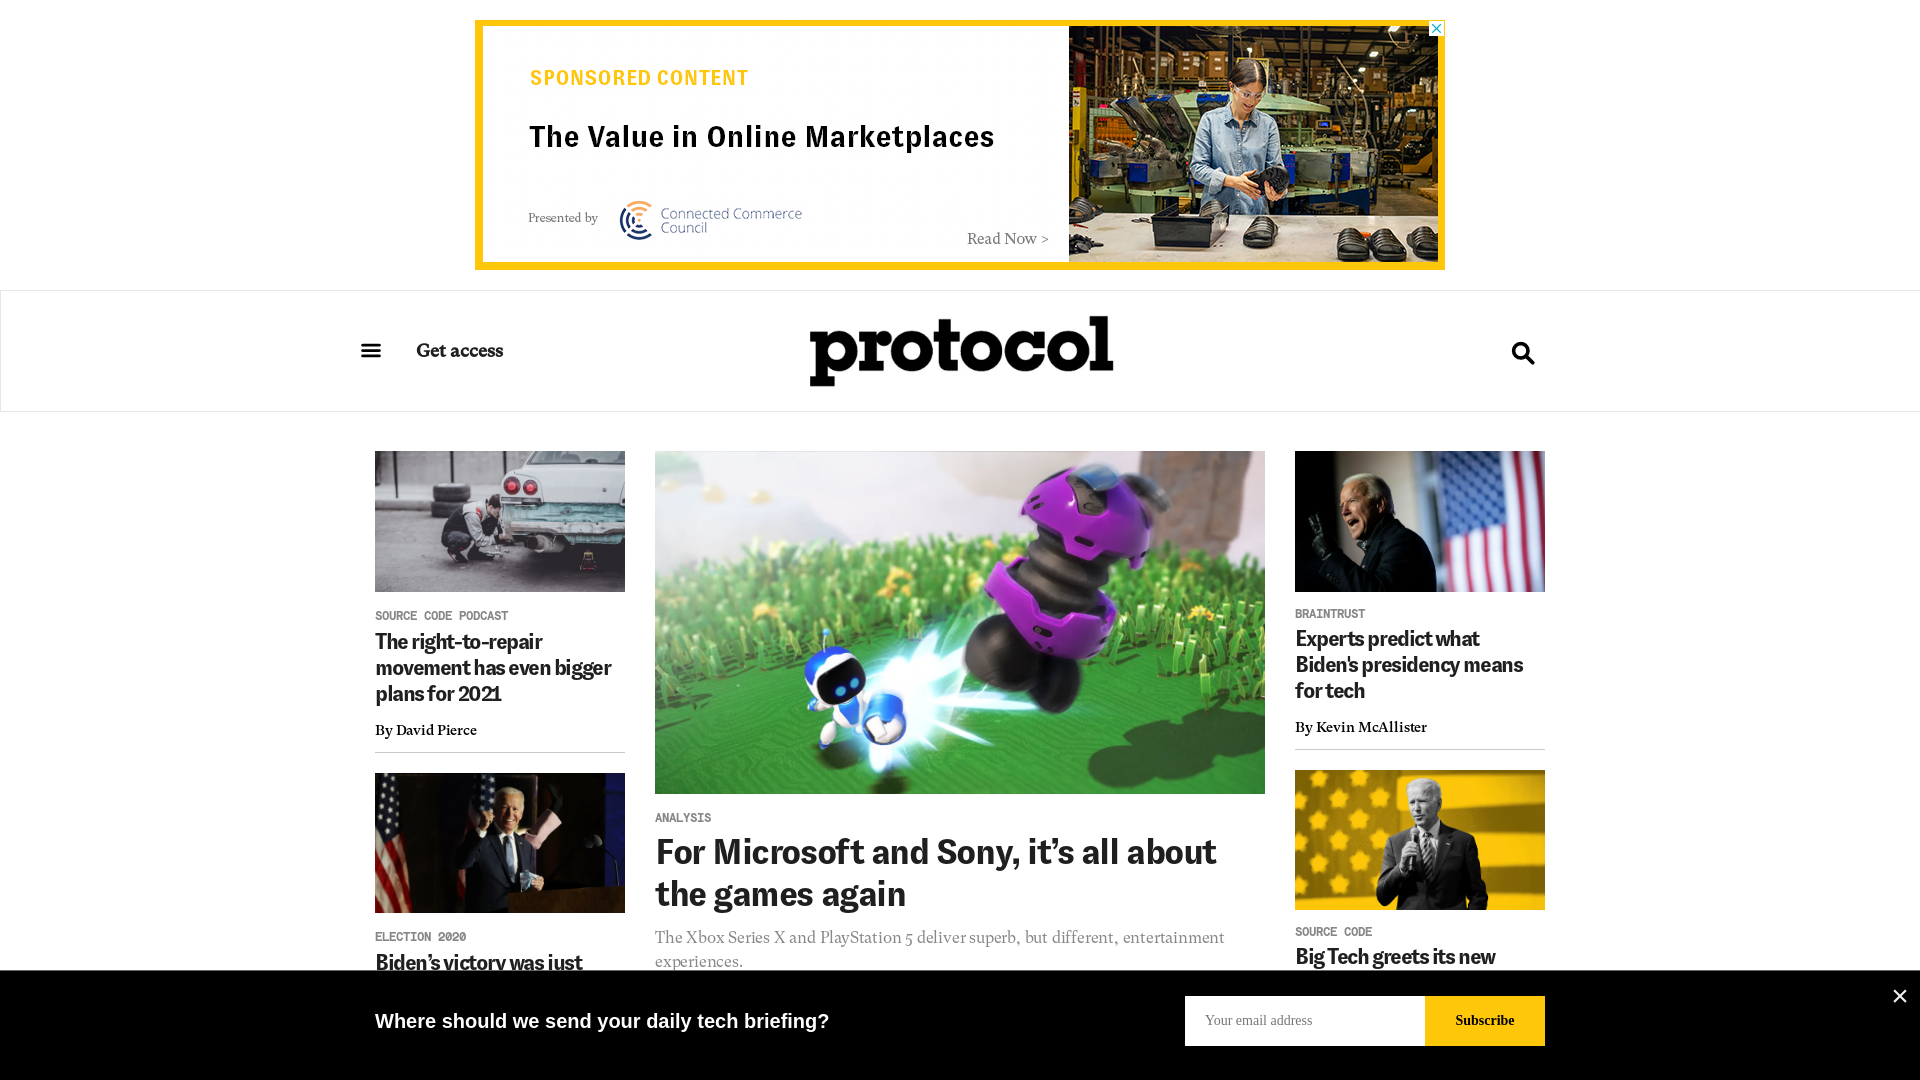 SPONSORED CONTENT
The Value in Online Marketplaces
Presented by
Connected Commerce
Council
Read Now >
Get access
protocol
SOURCE CODE PODCAST
The right-to-repair
movement has even bigger
plans for 2021
By David Pierce
ELECTION 2020
Biden’s victory was just
ANALYSIS
For Microsoft and Sony, it’s all about
the games again
The Xbox Series X and PlayStation 5 deliver superb, but different, entertainment
experiences.
BRAINTRUST
Experts predict what
Biden's presidency means
for tech
By Kevin McAllister
SOURCE CODE
Big Tech greets its new
Where should we send your daily tech briefing?
Your email address
Subscribe